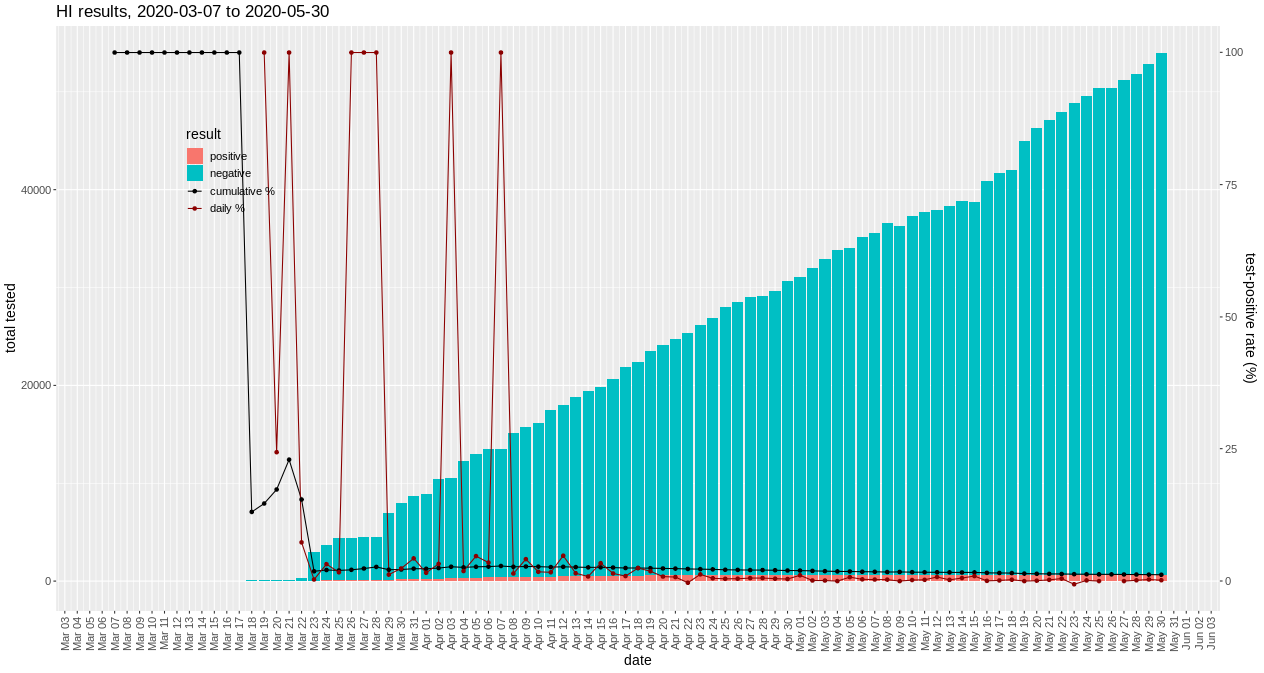 HI results, 2020-03-07 to 2020-05-30
result
positive
negative
cumulative %
daily %
total tested
40000
20000
0
100
75
50
25
0
test-positive rate (%)
Mar 03
Mar 04
Mar 05
Mar 06
Mar 07
Mar 08
Mar 09
Mar 10
Mar 11
Mar 12
Mar 13
Mar 14
Mar 15
Mar 16
Mar 17
Mar 18
Mar 19
Mar 20
Mar 21
Mar 22
Mar 23
Mar 24
Mar 25
Mar 26
Mar 27
Mar 28
Mar 29
Mar 30
Mar 31
Apr 01
Apr 02
Apr 03
Apr 04
Apr 05
Apr 06
Apr 07
Apr 08
Apr 09
Apr 10
Apr 11
Apr 12
Apr 13
Apr 14
Apr 15
Apr 16
Apr 17
Apr 18
Apr 19
Apr 20
Apr 21
Apr 22
Apr 23
Apr 24
Apr 25
Apr 26
Apr 27
Apr 28
Apr 29
Apr 30
May 01
May 02
May 03
May 04
May 05
May 06
May 07
May 08
May 09
May 10
May 11
May 12
May 13
May 14
May 15
May 16
May 17
May 18
May 19
May 20
May 21
May 22
May 23
May 24
May 25
May 26
May 27
May 28
May 29
May 30
May 31
Jun 01
Jun 02
Jun 03
date